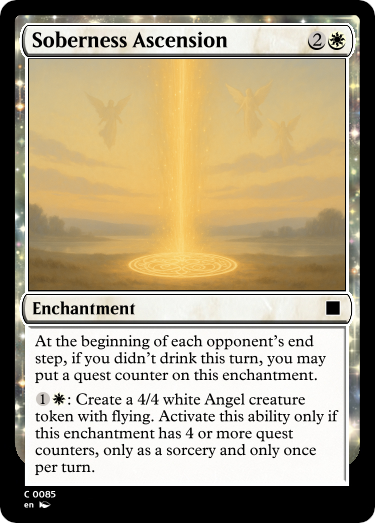 Soberness Ascension 2
Enchantment
At the beginning of each opponent's end
step, if you didn't drink this turn, you may
put a quest counter on this enchantment.
1 : Create a 4/4 white Angel creature
token with flying. Activate this ability only if
this enchantment has 4 or more quest
counters, only as a sorcery and only once
per turn.
C 0085
en